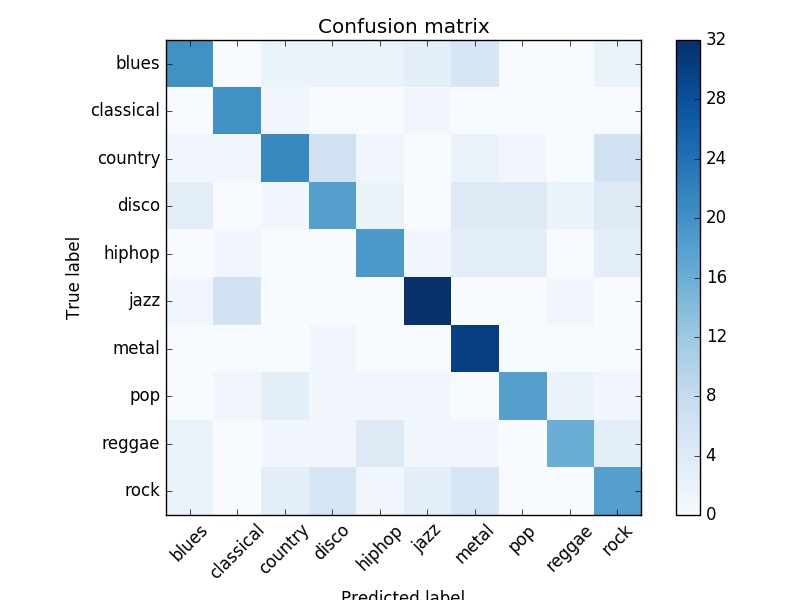 Confusion matrix
blues
classical
country
disco
hiphop
jazz
metal
pop
reggae
rock
True label
blues
classical
country
disco
hiphop
jazz
metal
pop
reggae
rock
Predicted label
32
28
24
20
16
12
8
4
0